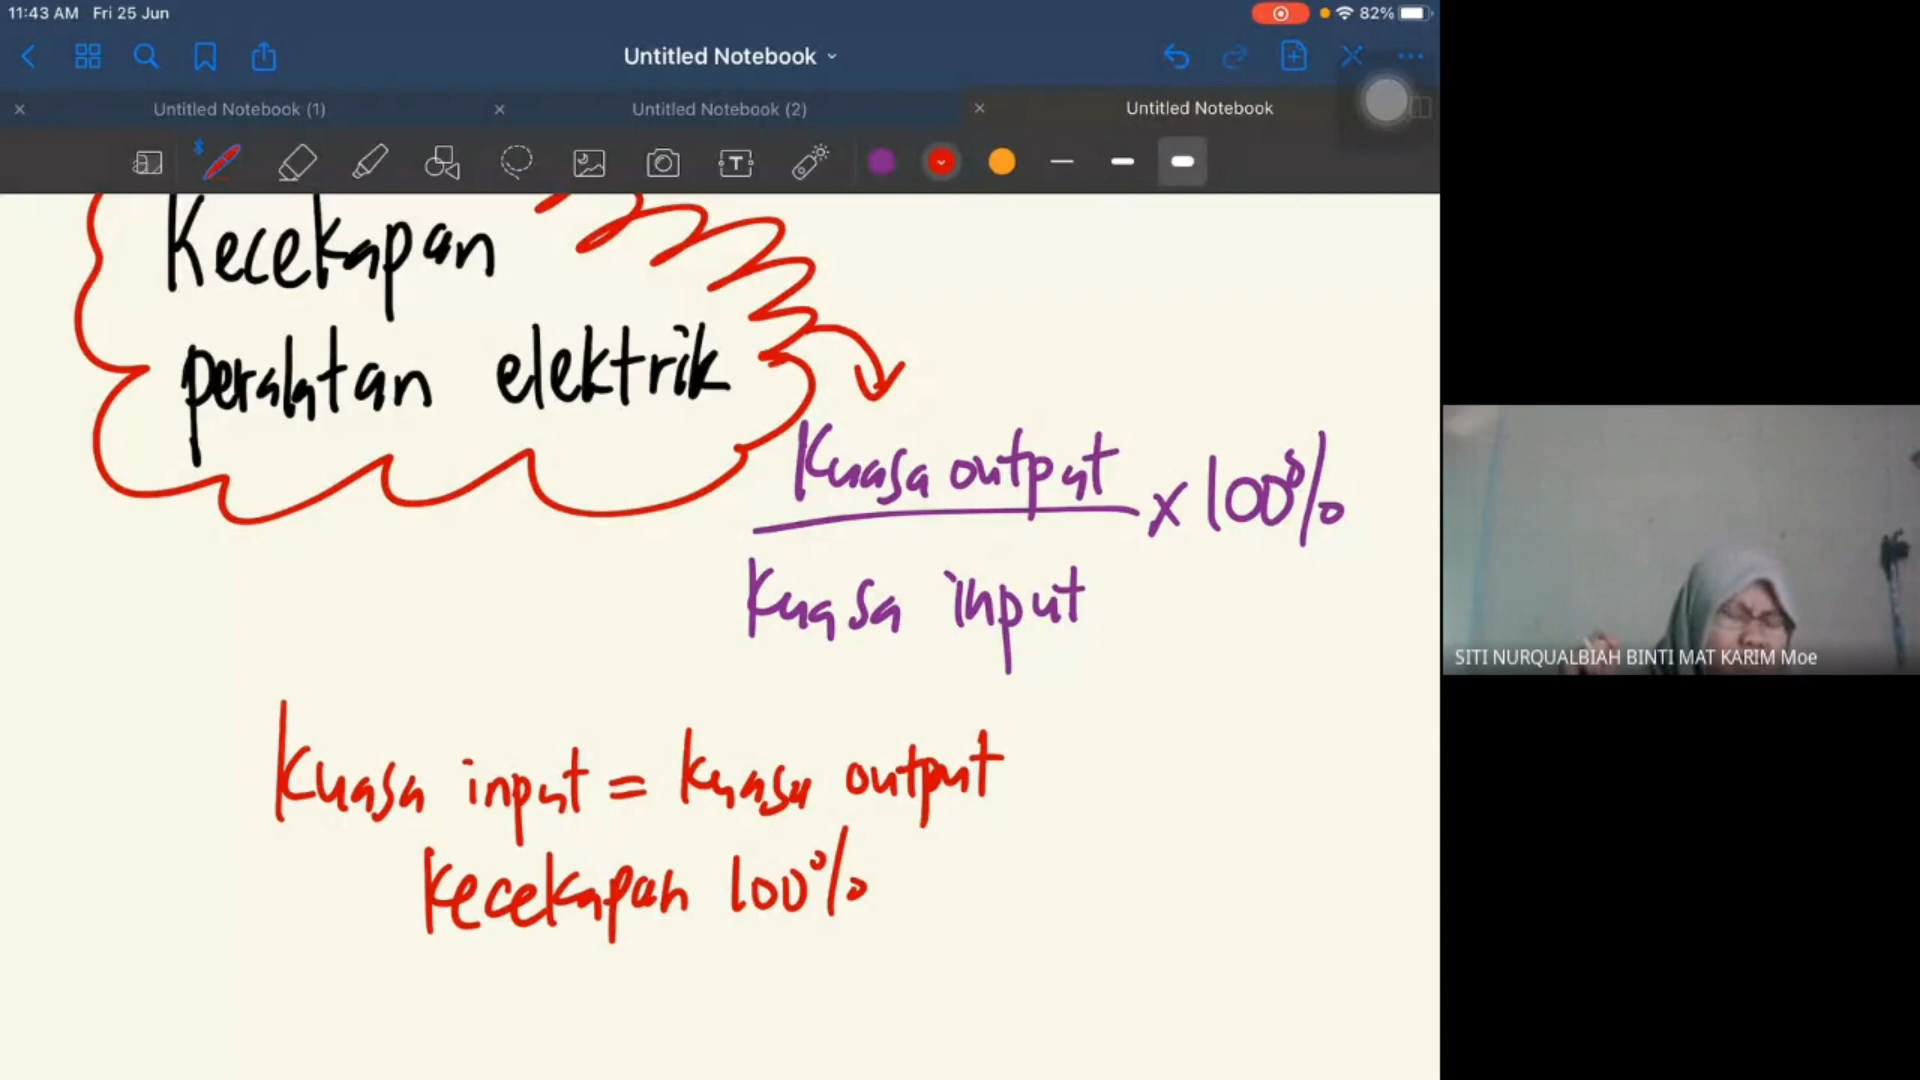 11:43 AM Fri 25 Jun
82%
Untitled Notebook
Untitled Notebook (1)
Untitled Notebook (2)
Untitled Notebook
Kecekapan
peralatan elektrik
Kuasa output
x 100%
Kuasa input
Kuasa input = Kuasa output
Kecekapan 100%
SITI NURQUALBIAH BINTI MAT KARIM Moe